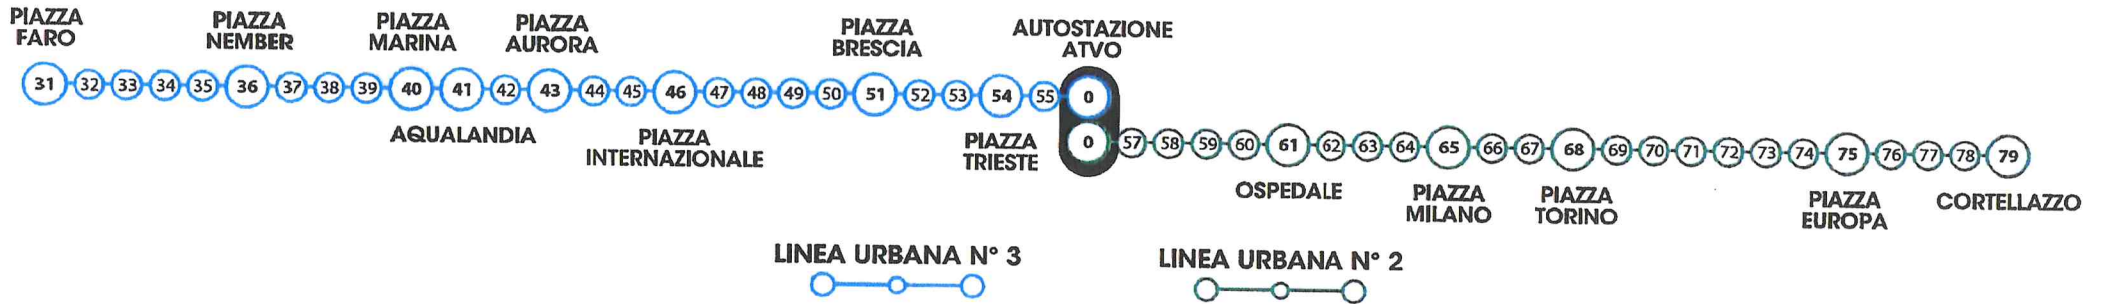 PIAZZA
FARO
PIAZZA
NEMBER
PIAZZA
MARINA
PIAZZA
AURORA
PIAZZA
BRESCIA
AUTOSTAZIONE
ATVO
31 32 33 34 35 36 37 38 39 40 41 42 43 44 45 46 47 48 49 50 51 52 53 54 55 0
AQUALANDIA
PIAZZA
INTERNAZIONALE
PIAZZA
TRIESTE
0 57 58 59 60 61 62 63 64 65 66 67 68 69 70 71 72 73 74 75 76 77 78 79
OSPEDALE
PIAZZA
MILANO
PIAZZA
TORINO
PIAZZA
EUROPA
CORTELLAZZO
LINEA URBANA N° 3
LINEA URBANA N° 2